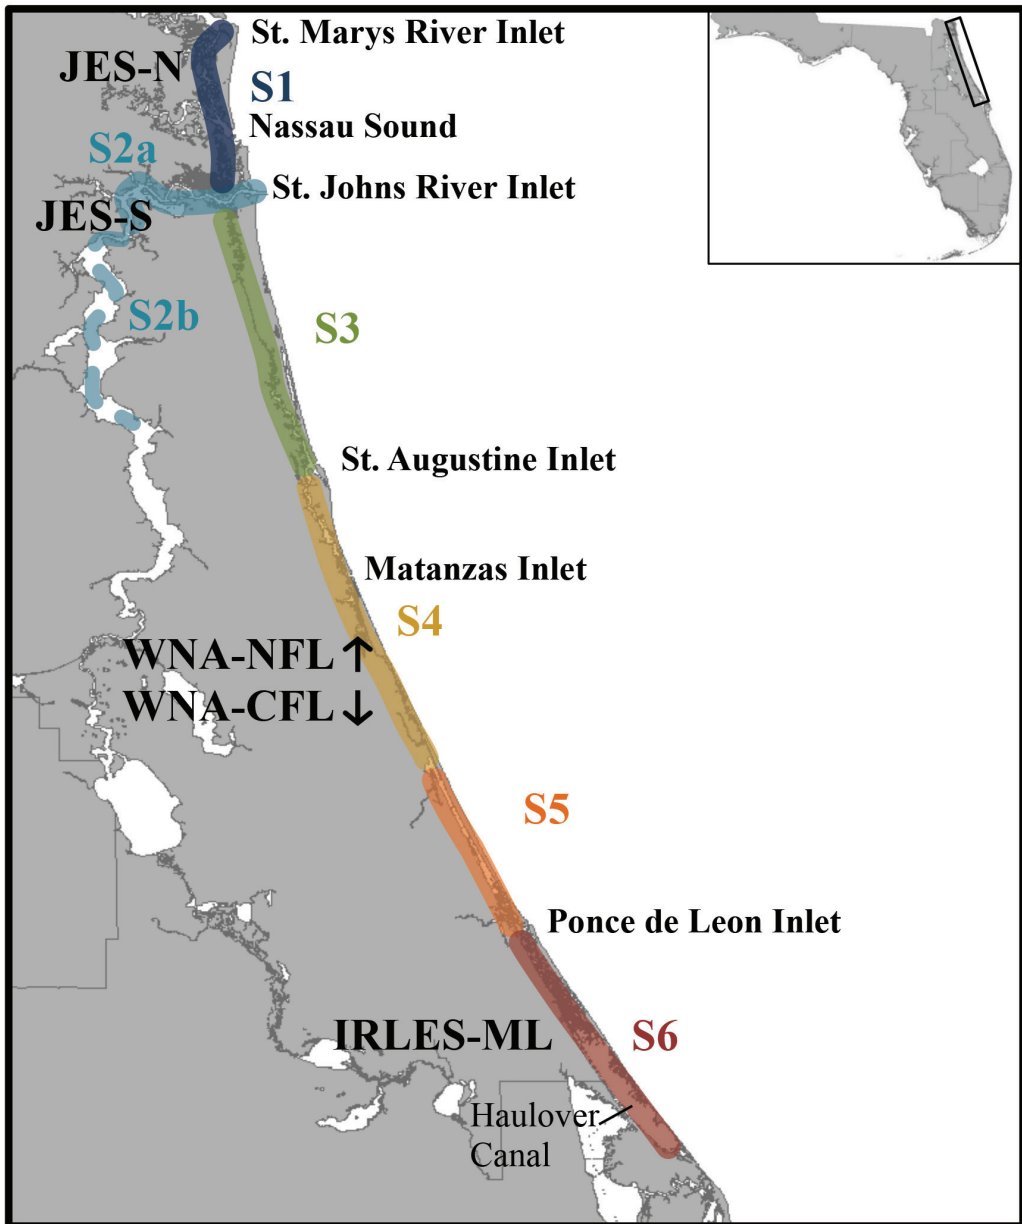 St. Marys River Inlet
JES-N
S1
Nassau Sound
S2a
St. Johns River Inlet
JES-S
S2b
S3
St. Augustine Inlet
Matanzas Inlet
S4
WNA-NFL ↑
WNA-CFL ↓
S5
Ponce de Leon Inlet
IRLES-ML
S6
Haulover
Canal